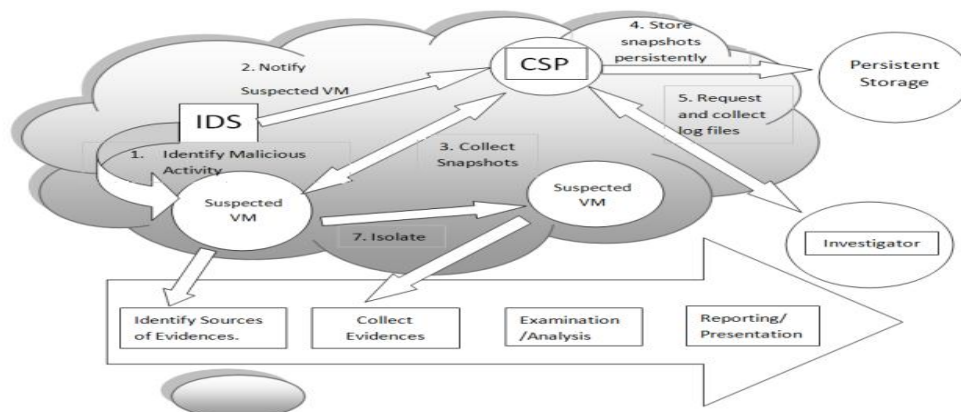 4. Store
snapshots
persistently
CSP
Persistent
Storage
2. Notify
Suspected VM
5. Request
and collect
log files
IDS
3. Collect
Snapshots
1. Identify Malicious
Activity
Suspected
VM
Suspected
VM
7. Isolate
Investigator
Identify Sources
of Evidences.
Collect
Evidences
Examination
/Analysis
Reporting/
Presentation